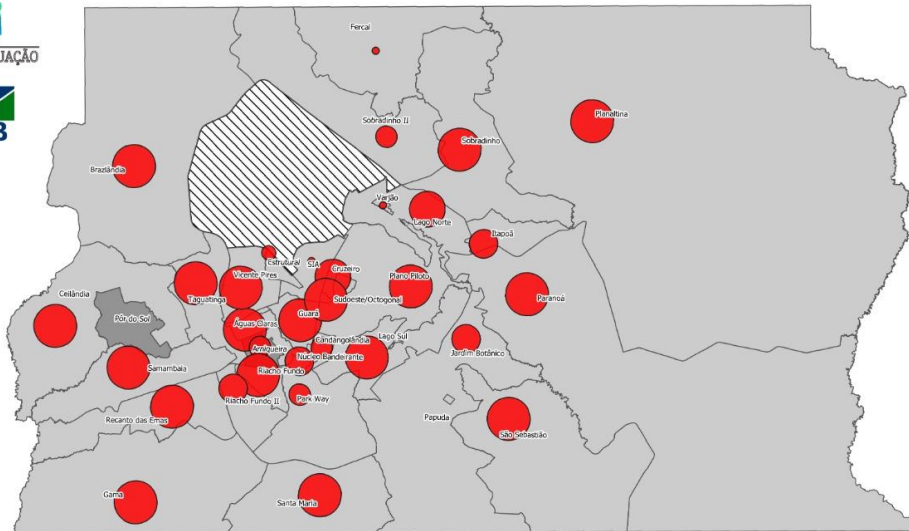 UAÇÃO
Fercal
Sobradinho II
Planaltina
Sobradinho
Brazlândia
Varjão
Lago Norte
Itapoã
Estrutural
SIA
Cruzeiro
Vicente Pires
Plano Piloto
Ceilândia
Taguatinga
Sudoeste/Octogonal
Paranoá
Pôr do Sol
Guará
Águas Claras
Lago Sul
Candangolândia
Arniqueira
Núcleo Bandeirante
Jardim Botânico
Samambaia
Riacho Fundo
Riacho Fundo II
Park Way
Papuda
Recanto das Emas
São Sebastião
Gama
Santa Maria